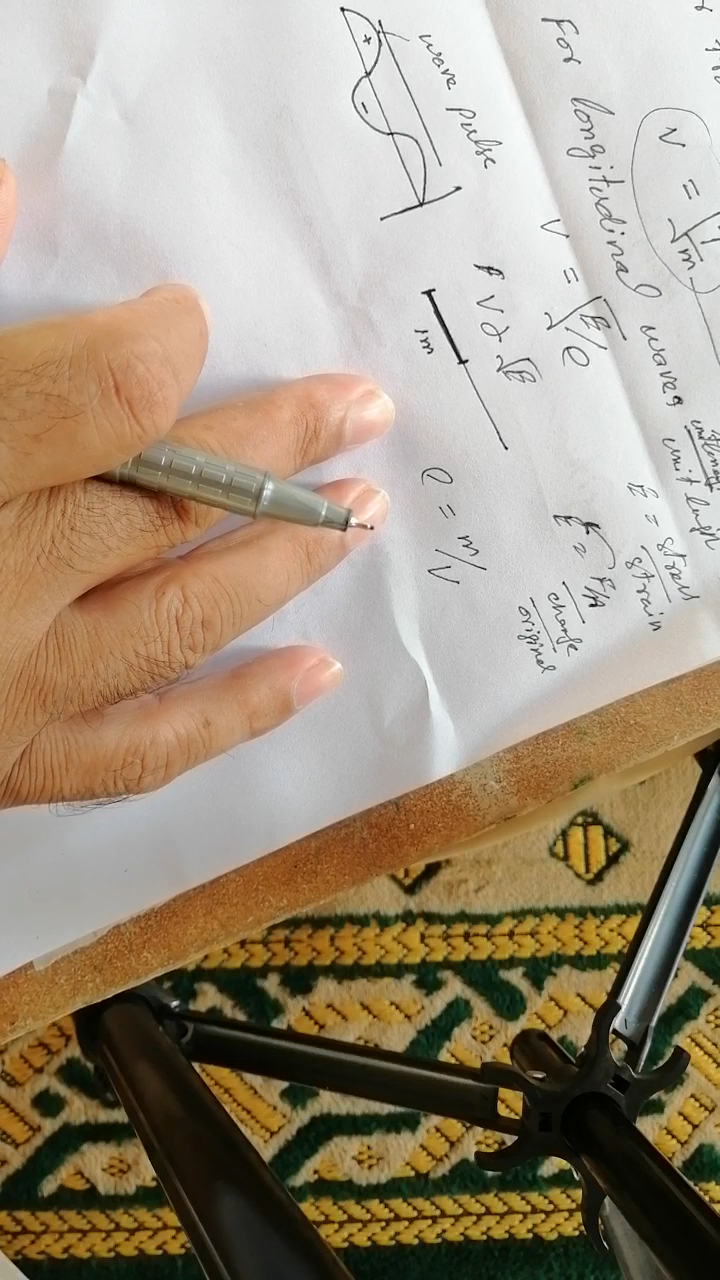 v = √
m
For longitudinal waves unit length
v = √E/e
E = stress
strain
E = F/A
change
original
v ∂ √E
wave pulse
+
-
1m
e = m/v